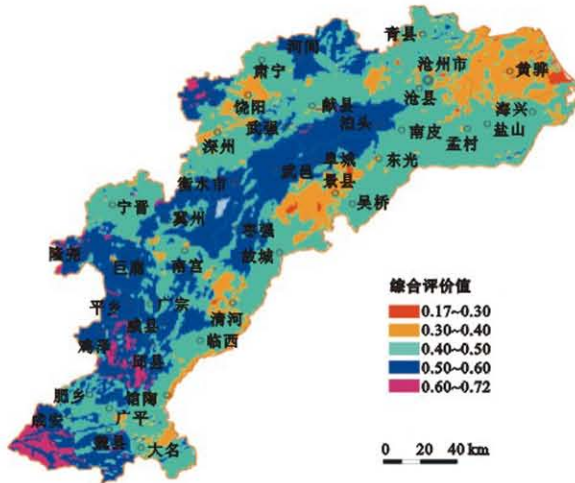 青县
河间
肃宁
沧州市
黄骅
沧县
饶阳
献县
海兴
武强
泊头
南皮
孟村
盐山
深州
阜城
东光
武邑
景县
衡水市
吴桥
宁晋
冀州
枣强
隆尧
巨鹿
南宫
故城
平乡
广宗
清河
威县
临西
鸡泽
邱县
肥乡
馆陶
成安
广平
魏县
大名
综合评价值
0.17~0.30
0.30~0.40
0.40~0.50
0.50~0.60
0.60~0.72
0 20 40 km